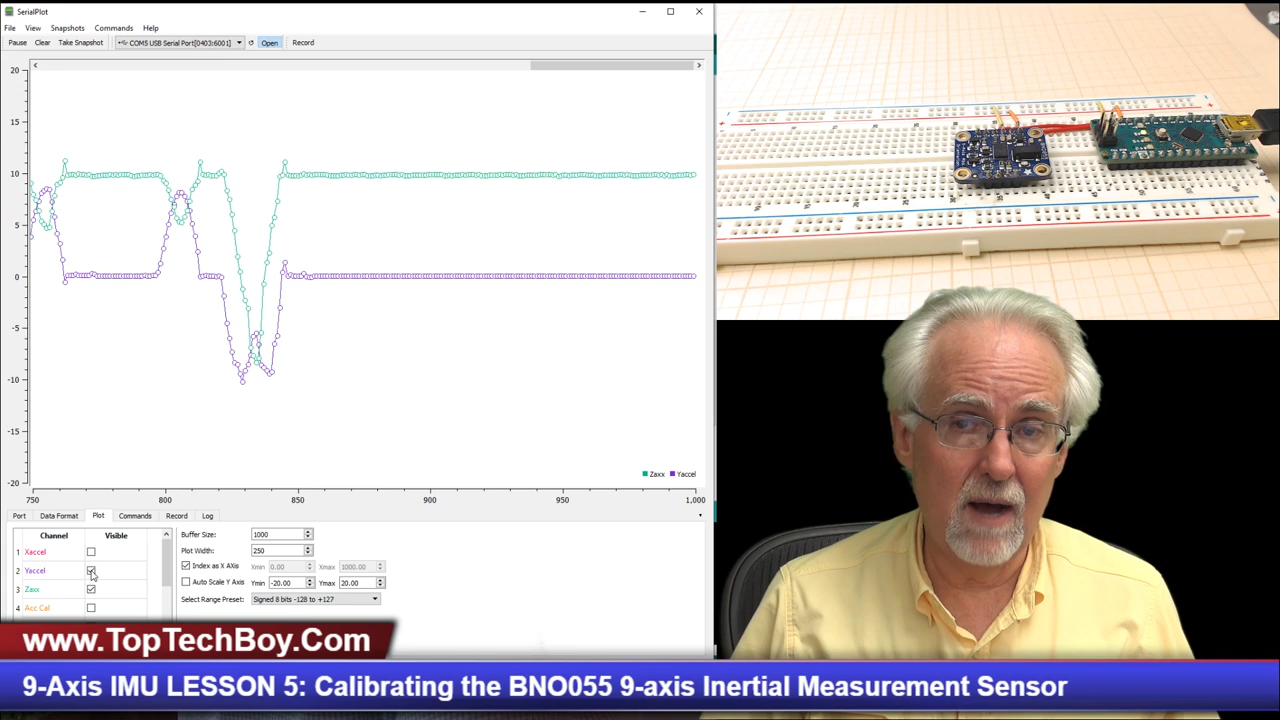 SerialPlot
File View Snapshots Commands Help
Pause Clear Take Snapshot COM5 USB Serial Port[0403:6001] Open Record
20
15
10
5
0
-5
-10
-15
-20
Zaxx Yaccel
750 800 850 900 950 1,000
Port Data Format Plot Commands Record Log
Channel Visible
1 Xaccel
2 Yaccel
3 Zaxx
4 Acc Cal
Buffer Size: 1000
Plot Width: 250
Index as X AXis Xmin 0.00 Xmax 1000.00
Auto Scale Y Axis Ymin -20.00 Ymax 20.00
Select Range Preset: Signed 8 bits -128 to +127
www.TopTechBoy.Com
9-Axis IMU LESSON 5: Calibrating the BNO055 9-axis Inertial Measurement Sensor